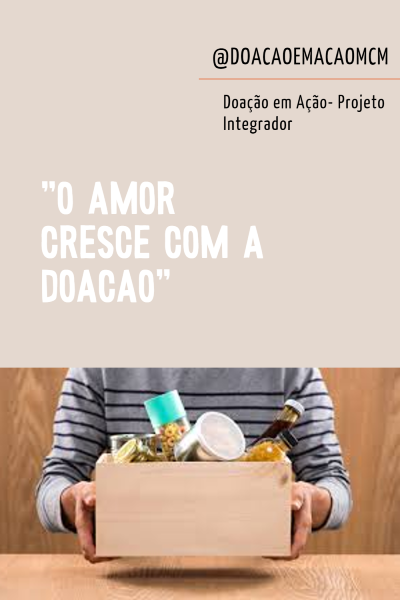 @DOACAOEMACAOMCM
Doação em Ação- Projeto
Integrador
"O AMOR
CRESCE COM A
DOACAO"